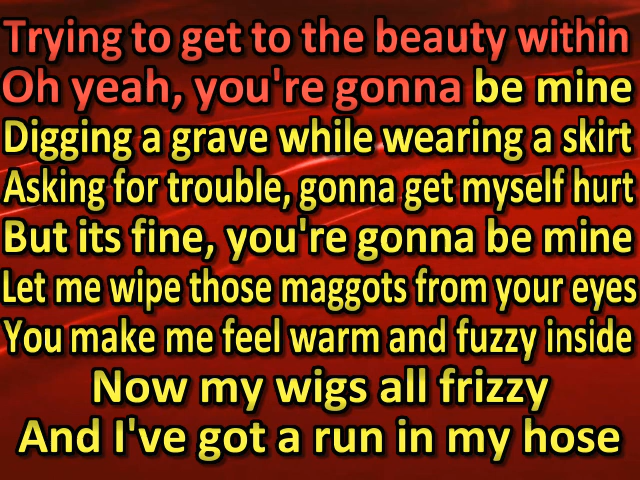 Trying to get to the beauty within
Oh yeah, you're gonna be mine
Digging a grave while wearing a skirt
Asking for trouble, gonna get myself hurt
But its fine, you're gonna be mine
Let me wipe those maggots from your eyes
You make me feel warm and fuzzy inside
Now my wigs all frizzy
And I've got a run in my hose